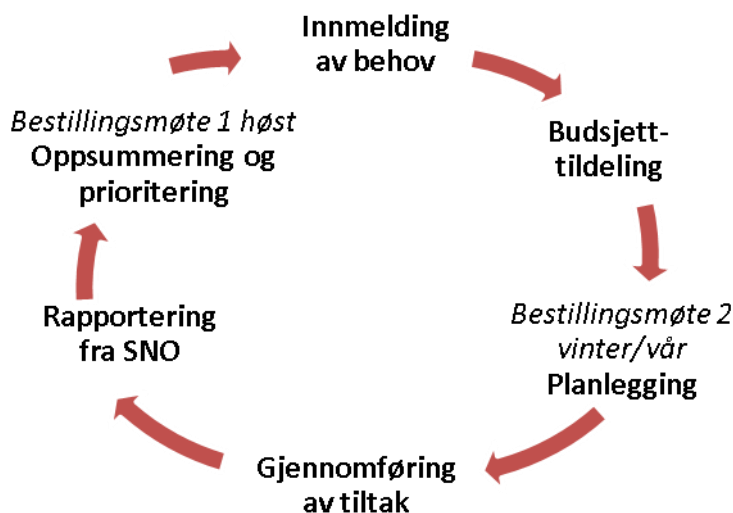 Innmelding
av behov
Budsjett-
tildeling
Bestillingsmøte 2
vinter/vår
Planlegging
Gjennomføring
av tiltak
Rapportering
fra SNO
Bestillingsmøte 1 høst
Oppsummering og
prioritering